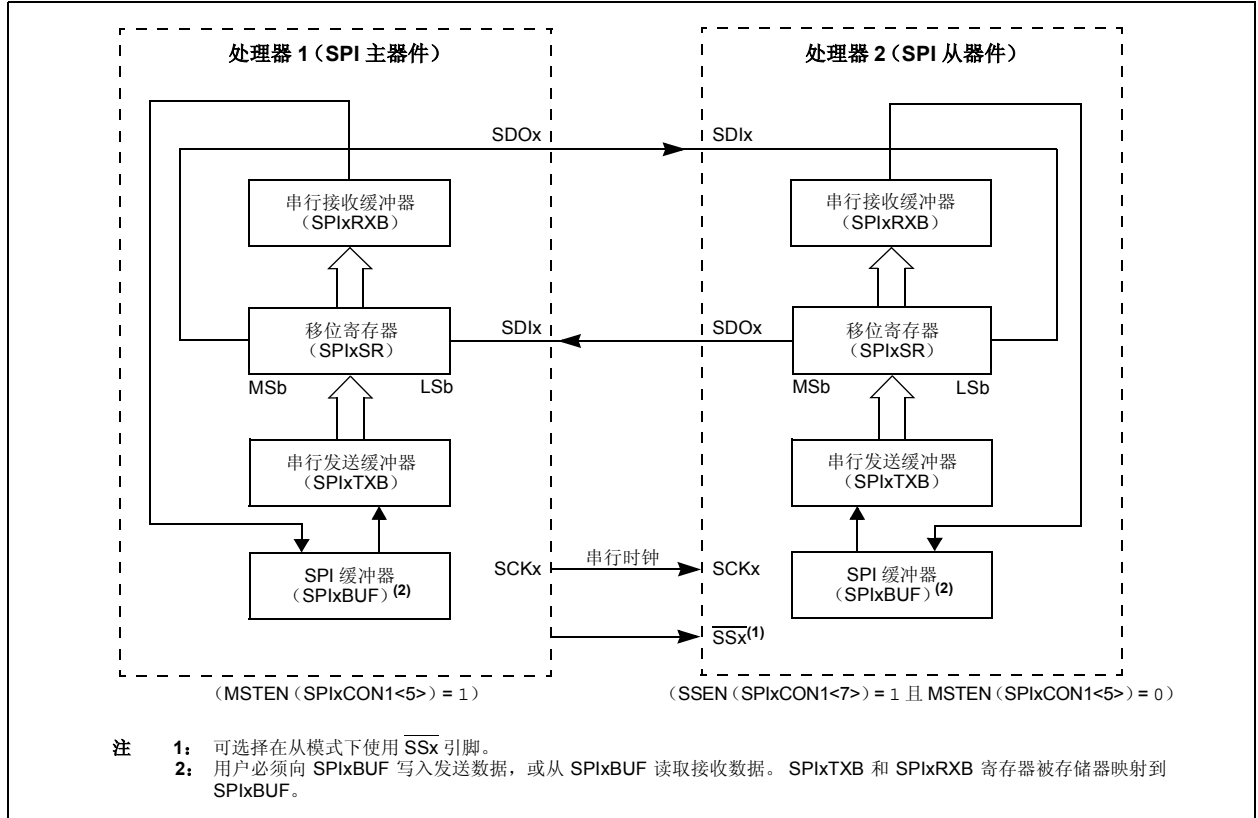 处理器 1（SPI 主器件）
处理器 2（SPI 从器件）
SDOx
SDIx
串行接收缓冲器
（SPIxRXB）
串行接收缓冲器
（SPIxRXB）
移位寄存器
（SPIxSR）
SDIx
SDOx
移位寄存器
（SPIxSR）
MSb
LSb
MSb
LSb
串行发送缓冲器
（SPIxTXB）
串行发送缓冲器
（SPIxTXB）
SPI 缓冲器
（SPIxBUF）(2)
SCKx
串行时钟
SCKx
SPI 缓冲器
（SPIxBUF）(2)
SSx(1)
（MSTEN（SPIxCON1<5>）= 1）
（SSEN（SPIxCON1<7>）= 1 且 MSTEN（SPIxCON1<5>）= 0）
注 1： 可选择在从模式下使用 SSx 引脚。
2： 用户必须向 SPIxBUF 写入发送数据，或从 SPIxBUF 读取接收数据。 SPIxTXB 和 SPIxRXB 寄存器被存储器映射到
SPIxBUF。